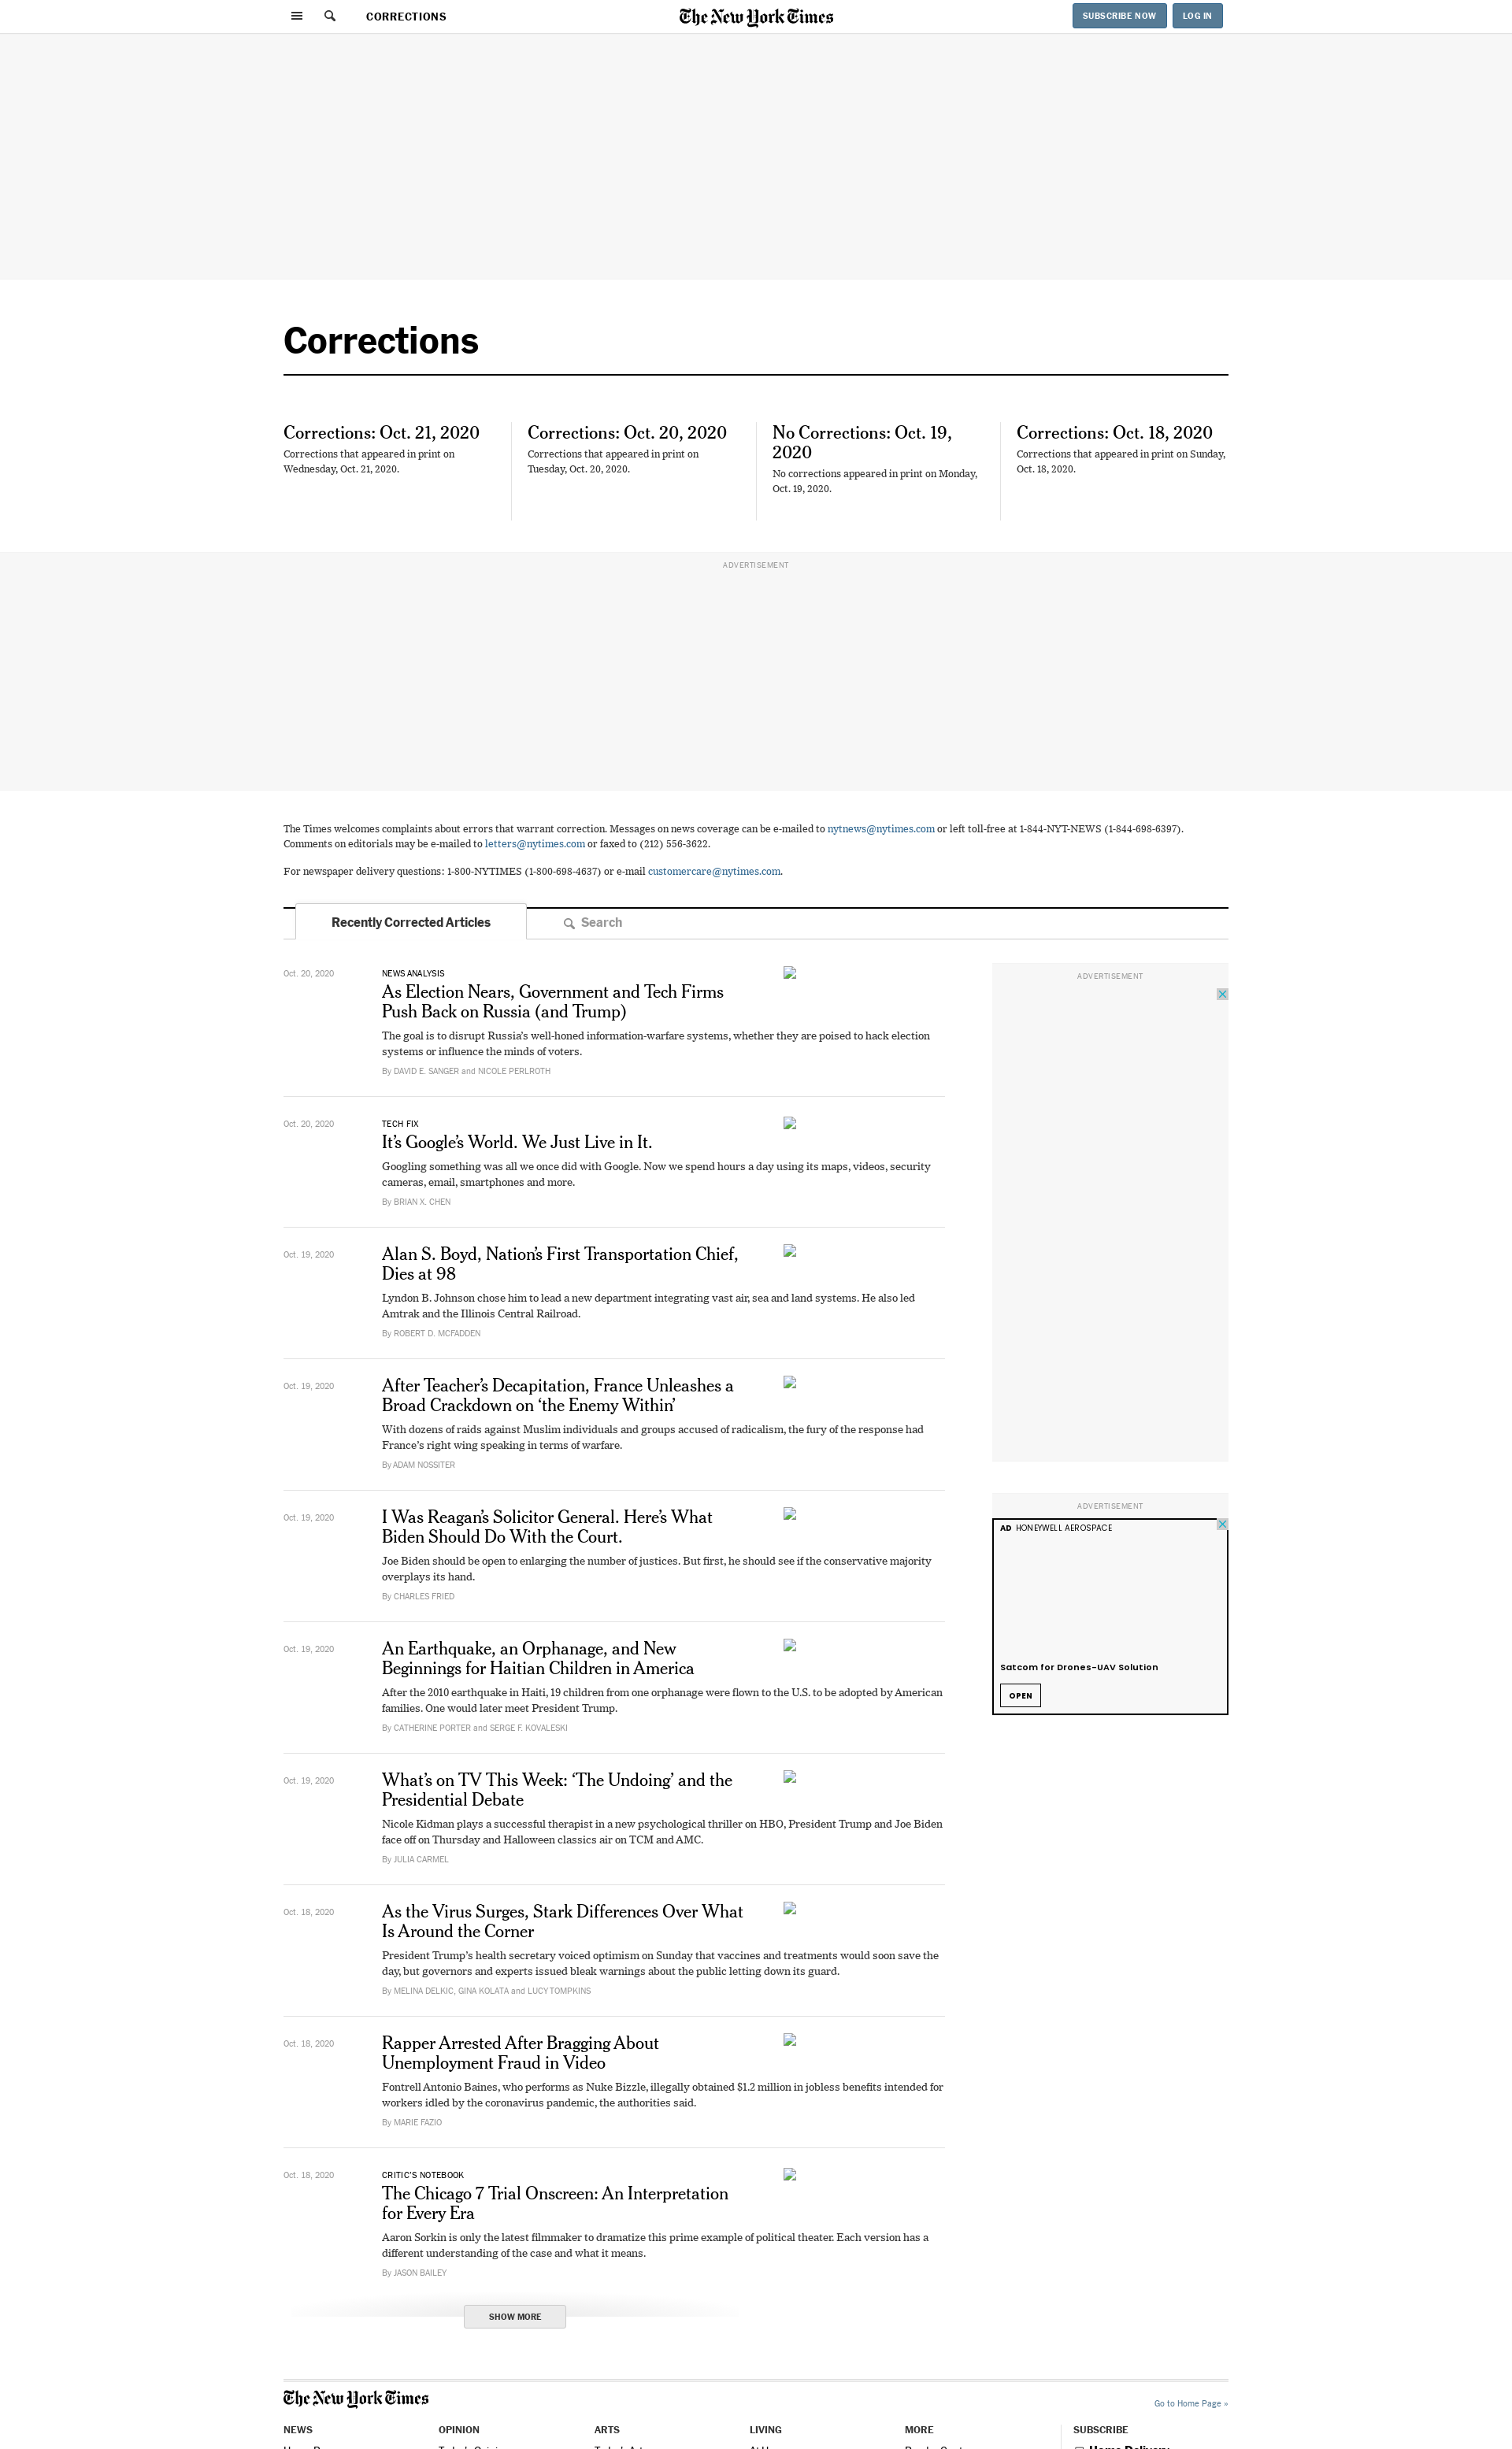 CORRECTIONS
The New York Times
SUBSCRIBE NOW
LOG IN
Corrections
Corrections: Oct. 21, 2020
Corrections that appeared in print on
Wednesday, Oct. 21, 2020.
Corrections: Oct. 20, 2020
Corrections that appeared in print on
Tuesday, Oct. 20, 2020.
No Corrections: Oct. 19,
2020
No corrections appeared in print on Monday,
Oct. 19, 2020.
Corrections: Oct. 18, 2020
Corrections that appeared in print on Sunday,
Oct. 18, 2020.
ADVERTISEMENT
The Times welcomes complaints about errors that warrant correction. Messages on news coverage can be e-mailed to nytnews@nytimes.com or left toll-free at 1-844-NYT-NEWS (1-844-698-6397).
Comments on editorials may be e-mailed to letters@nytimes.com or faxed to (212) 556-3622.
For newspaper delivery questions: 1-800-NYTIMES (1-800-698-4637) or e-mail customercare@nytimes.com.
Recently Corrected Articles
Search
Oct. 20, 2020
NEWS ANALYSIS
As Election Nears, Government and Tech Firms
Push Back on Russia (and Trump)
The goal is to disrupt Russia's well-honed information-warfare systems, whether they are poised to hack election
systems or influence the minds of voters.
By DAVID E. SANGER and NICOLE PERLROTH
Oct. 20, 2020
TECH FIX
It's Google's World. We Just Live in It.
Googling something was all we once did with Google. Now we spend hours a day using its maps, videos, security
cameras, email, smartphones and more.
By BRIAN X. CHEN
Oct. 19, 2020
Alan S. Boyd, Nation's First Transportation Chief,
Dies at 98
Lyndon B. Johnson chose him to lead a new department integrating vast air, sea and land systems. He also led
Amtrak and the Illinois Central Railroad.
By ROBERT D. MCFADDEN
Oct. 19, 2020
After Teacher's Decapitation, France Unleashes a
Broad Crackdown on 'the Enemy Within'
With dozens of raids against Muslim individuals and groups accused of radicalism, the fury of the response had
France's right wing speaking in terms of warfare.
By ADAM NOSSITER
Oct. 19, 2020
I Was Reagan's Solicitor General. Here's What
Biden Should Do With the Court.
Joe Biden should be open to enlarging the number of justices. But first, he should see if the conservative majority
overplays its hand.
By CHARLES FRIED
Oct. 19, 2020
An Earthquake, an Orphanage, and New
Beginnings for Haitian Children in America
After the 2010 earthquake in Haiti, 19 children from one orphanage were flown to the U.S. to be adopted by American
families. One would later meet President Trump.
By CATHERINE PORTER and SERGE F. KOVALESKI
Oct. 19, 2020
What's on TV This Week: 'The Undoing' and the
Presidential Debate
Nicole Kidman plays a successful therapist in a new psychological thriller on HBO, President Trump and Joe Biden
face off on Thursday and Halloween classics air on TCM and AMC.
By JULIA CARMEL
Oct. 18, 2020
As the Virus Surges, Stark Differences Over What
Is Around the Corner
President Trump's health secretary voiced optimism on Sunday that vaccines and treatments would soon save the
day, but governors and experts issued bleak warnings about the public letting down its guard.
By MELINA DELKIC, GINA KOLATA and LUCY TOMPKINS
Oct. 18, 2020
Rapper Arrested After Bragging About
Unemployment Fraud in Video
Fontrell Antonio Baines, who performs as Nuke Bizzle, illegally obtained $1.2 million in jobless benefits intended for
workers idled by the coronavirus pandemic, the authorities said.
By MARIE FAZIO
Oct. 18, 2020
CRITIC'S NOTEBOOK
The Chicago 7 Trial Onscreen: An Interpretation
for Every Era
Aaron Sorkin is only the latest filmmaker to dramatize this prime example of political theater. Each version has a
different understanding of the case and what it means.
By JASON BAILEY
SHOW MORE
ADVERTISEMENT
ADVERTISEMENT
AD HONEYWELL AEROSPACE
Satcom for Drones-UAV Solution
OPEN
The New York Times
Go to Home Page »
NEWS
OPINION
ARTS
LIVING
MORE
SUBSCRIBE